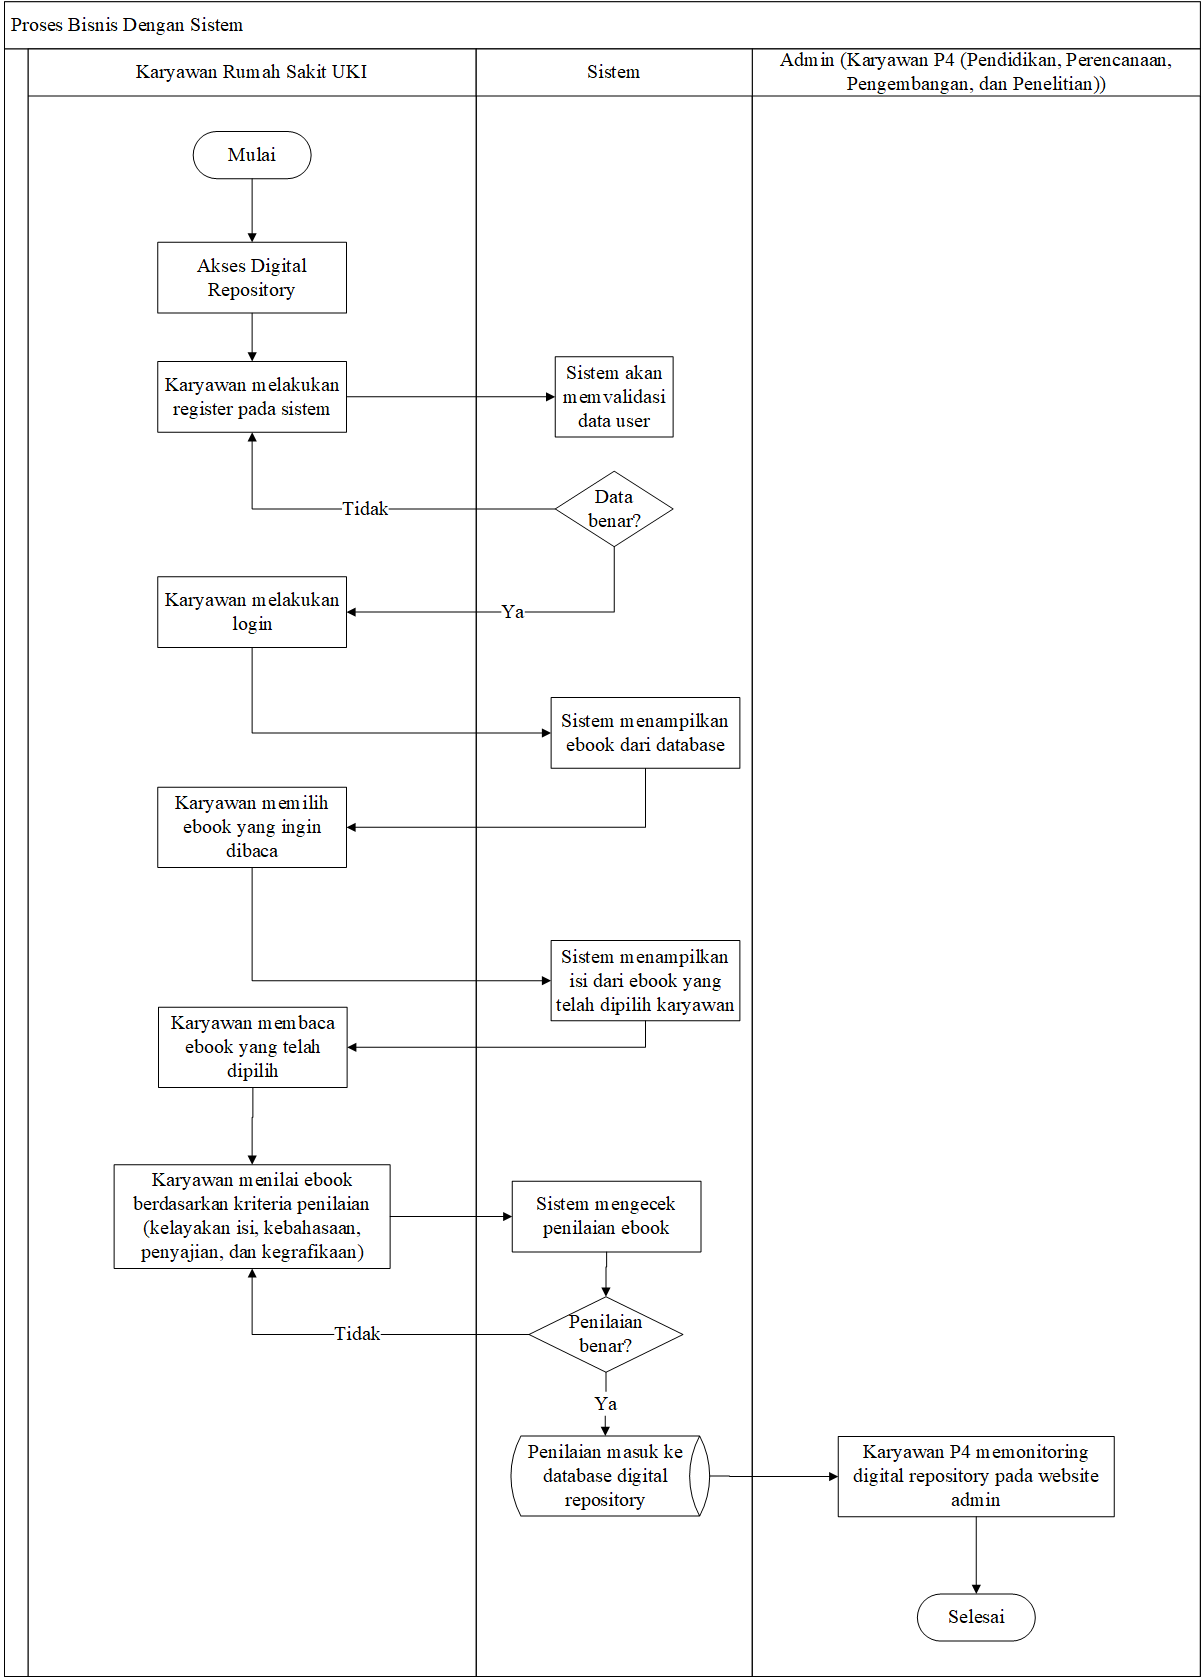 Proses Bisnis Dengan Sistem
Karyawan Rumah Sakit UKI
Sistem
Admin (Karyawan P4 (Pendidikan, Perencanaan,
Pengembangan, dan Penelitian))
Mulai
Akses Digital
Repository
Karyawan melakukan
register pada sistem
Sistem akan
memvalidasi
data user
Data
benar?
Tidak
Karyawan melakukan
login
Ya
Sistem menampilkan
ebook dari database
Karyawan memilih
ebook yang ingin
dibaca
Sistem menampilkan
isi dari ebook yang
telah dipilih karyawan
Karyawan membaca
ebook yang telah
dipilih
Karyawan menilai ebook
berdasarkan kriteria penilaian
(kelayakan isi, kebahasaan,
penyajian, dan kegrafikaan)
Sistem mengecek
penilaian ebook
Penilaian
benar?
Tidak
Ya
Penilaian masuk ke
database digital
repository
Karyawan P4 memonitoring
digital repository pada website
admin
Selesai